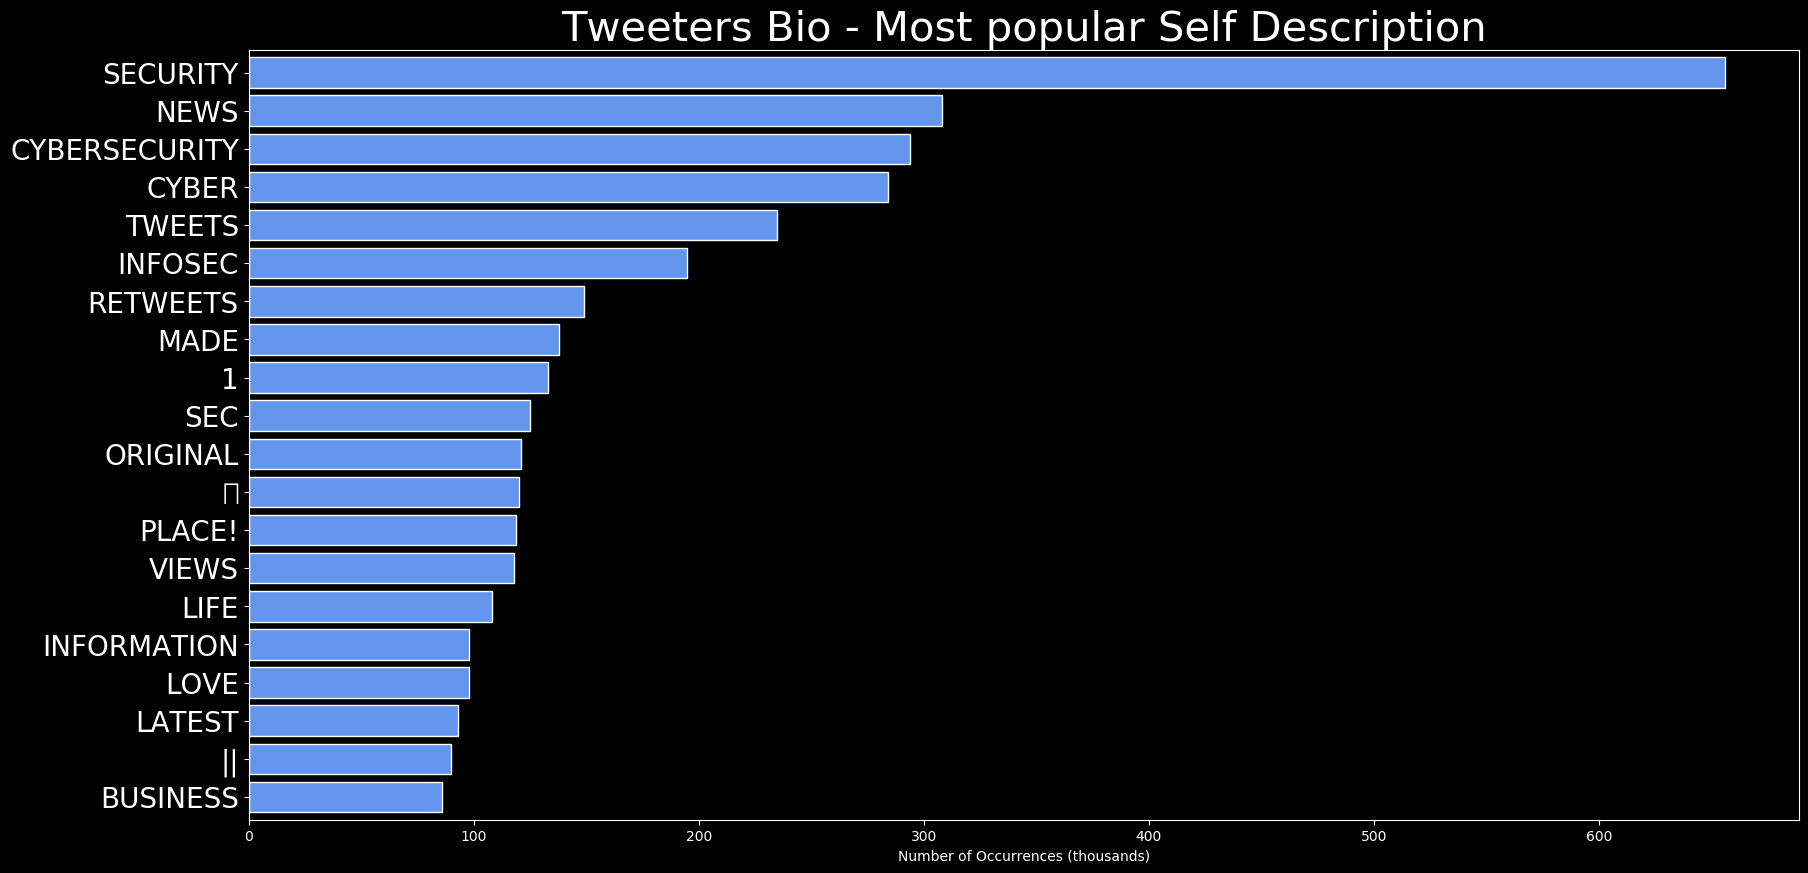 Tweeters Bio - Most popular Self Description
SECURITY
NEWS
CYBERSECURITY
CYBER
TWEETS
INFOSEC
RETWEETS
MADE
1
SEC
ORIGINAL
PLACE!
VIEWS
LIFE
INFORMATION
LOVE
LATEST
||
BUSINESS
0 100 200 300 400 500 600
Number of Occurrences (thousands)